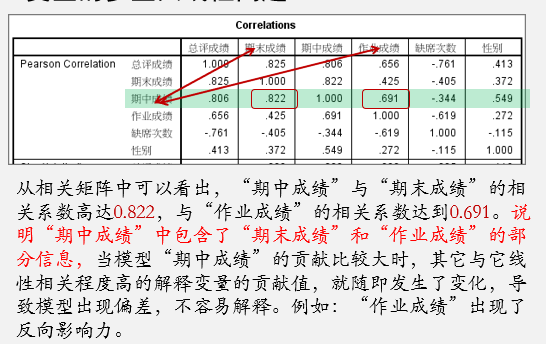 Correlations
总评成绩 期末成绩 期中成绩 作业成绩 缺席次数 性别
Pearson Correlation 总评成绩 1.000 .825 .806 .656 -.761 .413
期末成绩 .825 1.000 .822 .425 -.405 .372
期中成绩 .806 .822 1.000 .691 -.344 .549
作业成绩 .656 .425 .691 1.000 -.619 .272
缺席次数 -.761 -.405 -.344 -.619 1.000 -.115
性别 .413 .372 .549 .272 -.115 1.000
从相关矩阵中可以看出，“期中成绩”与“期末成绩”的相
关系数高达0.822，与“作业成绩”的相关系数达到0.691。说
明“期中成绩”中包含了“期末成绩”和“作业成绩”的部
分信息，当模型“期中成绩”的贡献比较大时，其它与它线
性相关程度高的解释变量的贡献值，就随即发生了变化，导
致模型出现偏差，不容易解释。例如：“作业成绩”出现了
反向影响力。